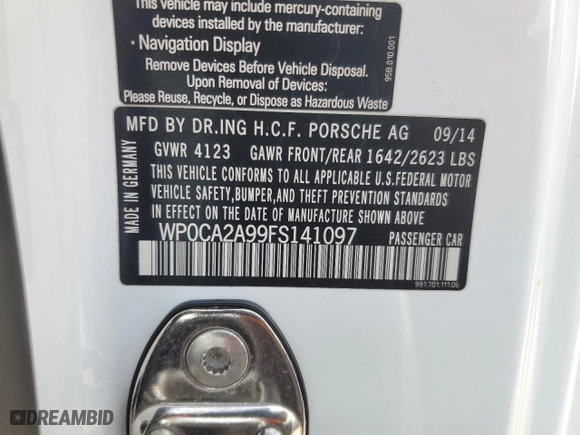 This vehicle may include mercury-containing
devices installed by the manufacturer:
· Navigation Display
Remove Devices Before Vehicle Disposal.
Upon Removal of Devices:
Please Reuse, Recycle, or Dispose as Hazardous Waste
95B.010.001
MFD BY DR.ING H.C.F. PORSCHE AG 09/14
GVWR 4123 GAWR FRONT/REAR 1642/2623 LBS
THIS VEHICLE CONFORMS TO ALL APPLICABLE U.S.FEDERAL MOTOR
VEHICLE SAFETY,BUMPER,AND THEFT PREVENTION STANDARDS
IN EFFECT ON THE DATE OF MANUFACTURE SHOWN ABOVE
WP0CA2A99FS141097 PASSENGER CAR
MADE IN GERMANY
991.701.111.05
DREAMBID